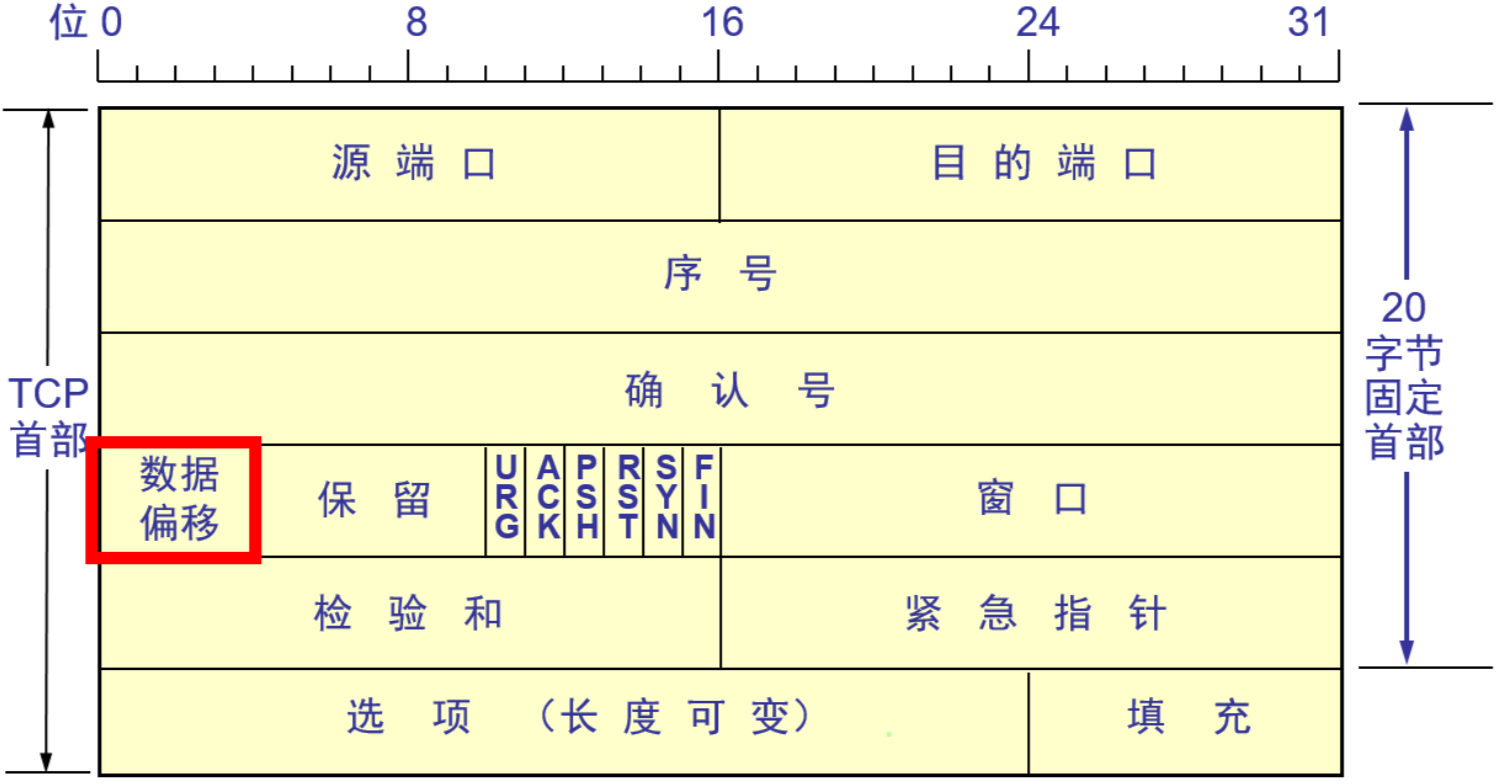 位 0 8 16 24 31
源端口 目的端口
序号
确认号
TCP
首部
20
字节
固定
首部
数据
偏移
保留
URG
ACK
PSH
RST
SYN
FIN
窗口
检验和 紧急指针
选项（长度可变） 填充